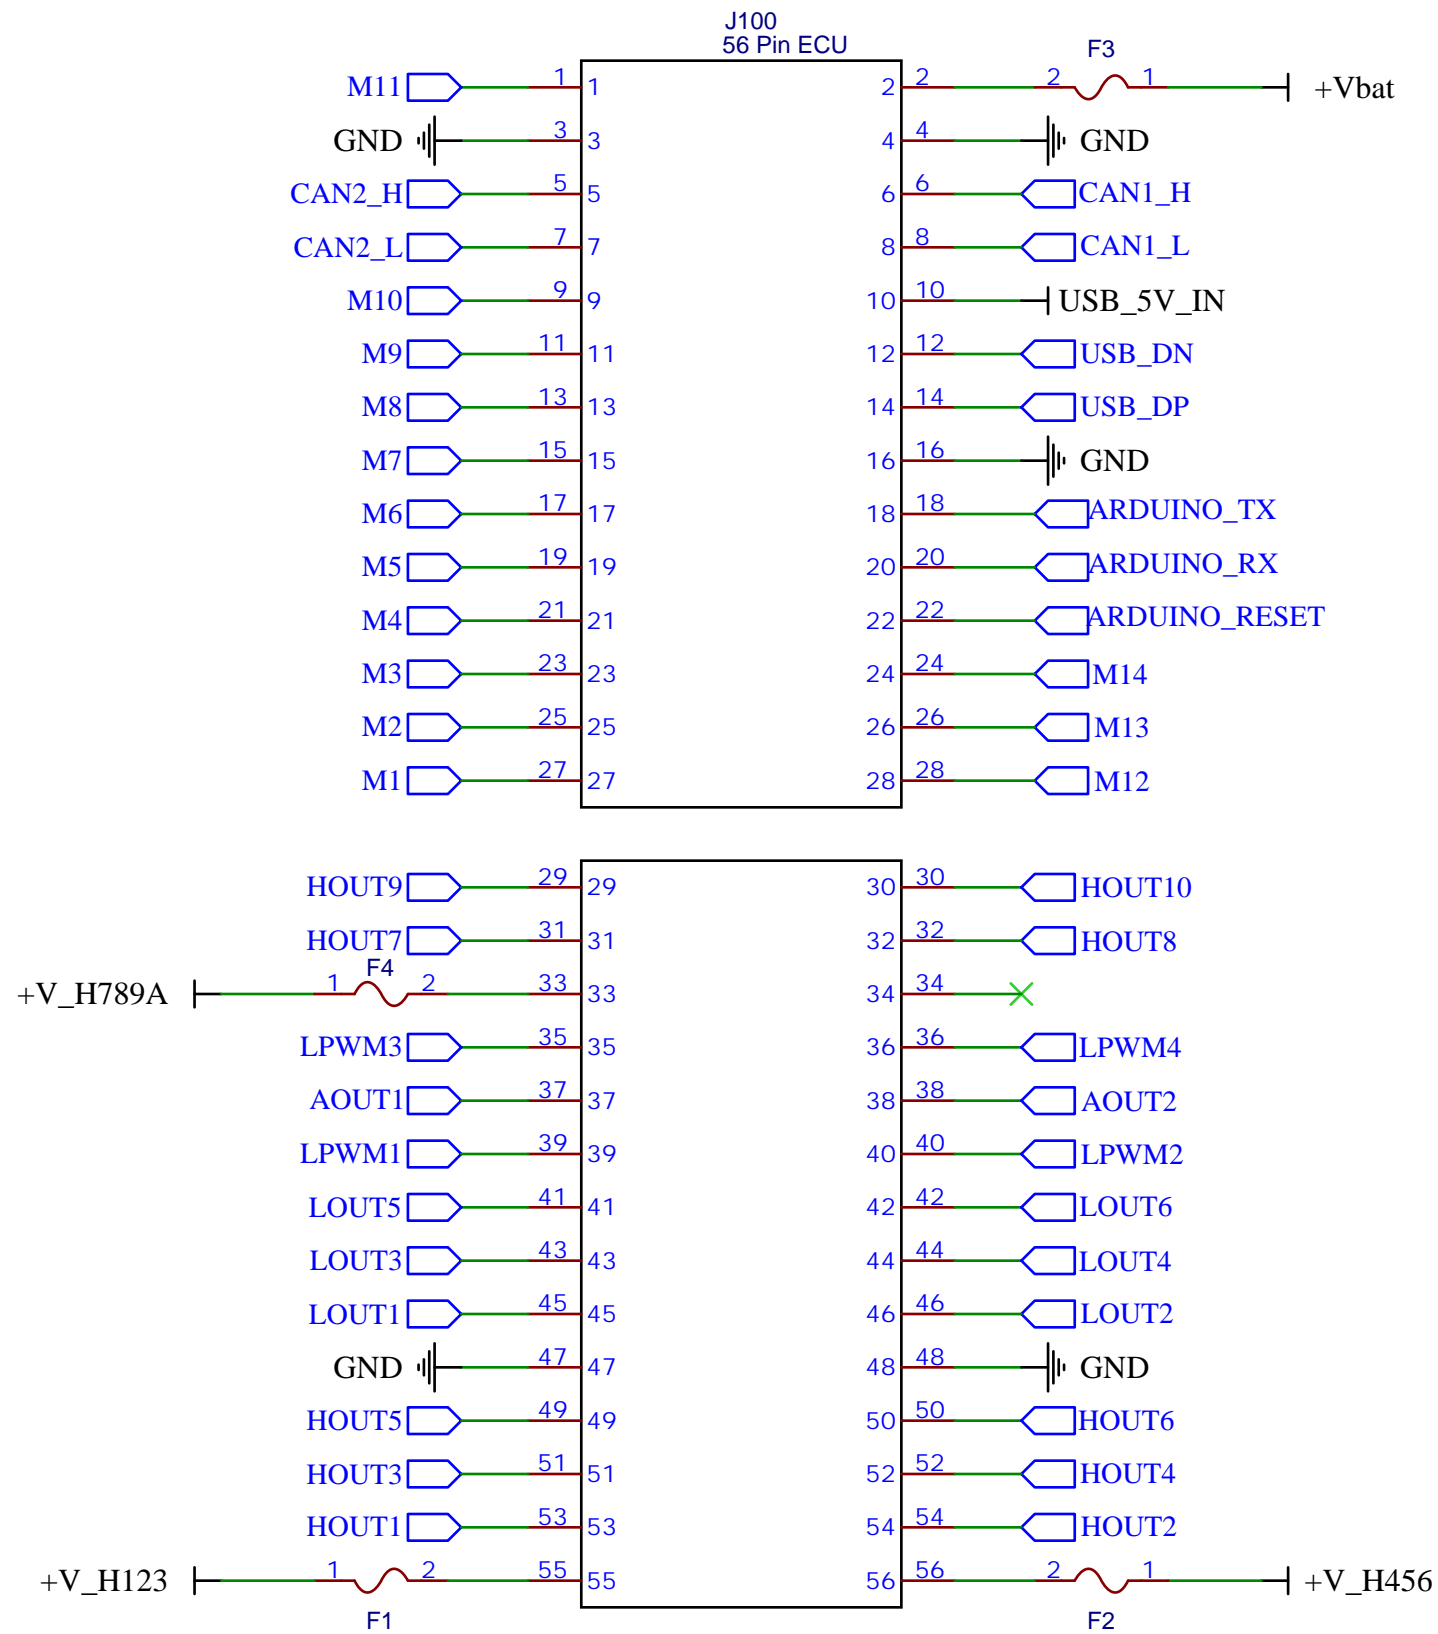 J100
56 Pin ECU
F3
M11 1 1 2 2 2 1 +Vbat
GND 3 3 4 4 GND
CAN2_H 5 5 6 6 CAN1_H
CAN2_L 7 7 8 8 CAN1_L
M10 9 9 10 10 USB_5V_IN
M9 11 11 12 12 USB_DN
M8 13 13 14 14 USB_DP
M7 15 15 16 16 GND
M6 17 17 18 18 ARDUINO_TX
M5 19 19 20 20 ARDUINO_RX
M4 21 21 22 22 ARDUINO_RESET
M3 23 23 24 24 M14
M2 25 25 26 26 M13
M1 27 27 28 28 M12
HOUT9 29 29 30 30 HOUT10
HOUT7 31 31 32 32 HOUT8
F4
+V_H789A 1 2 33 33 34 34
LPWM3 35 35 36 36 LPWM4
AOUT1 37 37 38 38 AOUT2
LPWM1 39 39 40 40 LPWM2
LOUT5 41 41 42 42 LOUT6
LOUT3 43 43 44 44 LOUT4
LOUT1 45 45 46 46 LOUT2
GND 47 47 48 48 GND
HOUT5 49 49 50 50 HOUT6
HOUT3 51 51 52 52 HOUT4
HOUT1 53 53 54 54 HOUT2
+V_H123 1 2 55 55 56 56 2 1 +V_H456
F1 F2